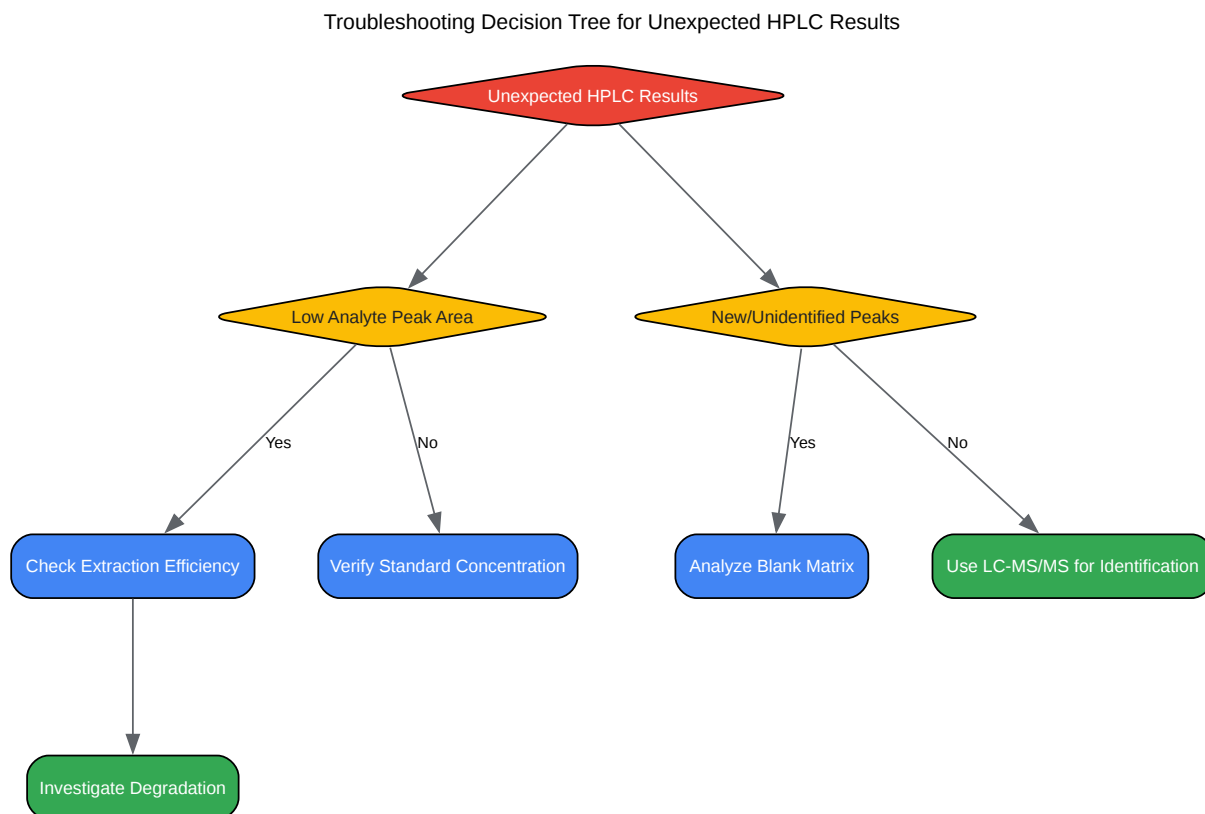 Troubleshooting Decision Tree for Unexpected HPLC Results
Unexpected HPLC Results
Low Analyte Peak Area
New/Unidentified Peaks
Yes
No
Yes
No
Check Extraction Efficiency
Verify Standard Concentration
Analyze Blank Matrix
Use LC-MS/MS for Identification
Investigate Degradation